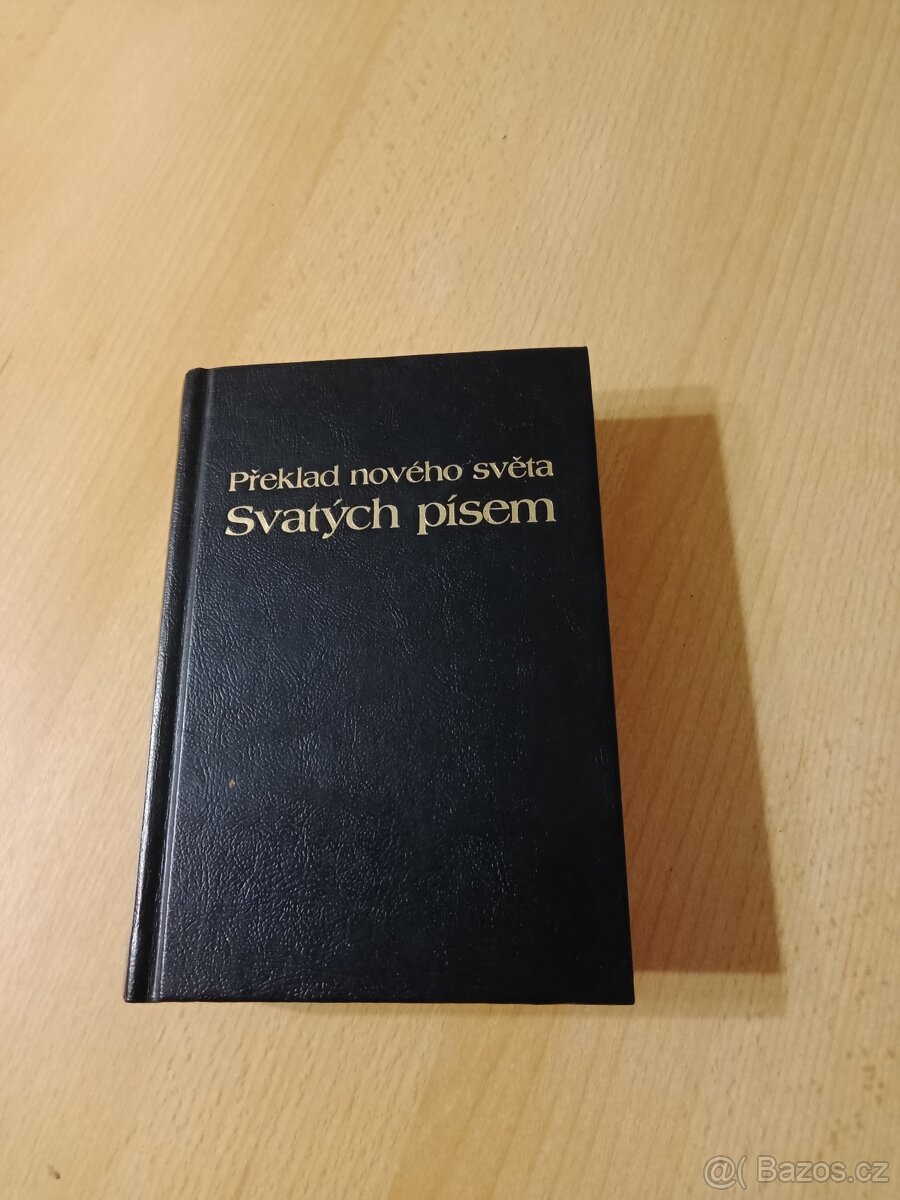 Překlad nového světa
Svatých písem
@( Bazos.cz